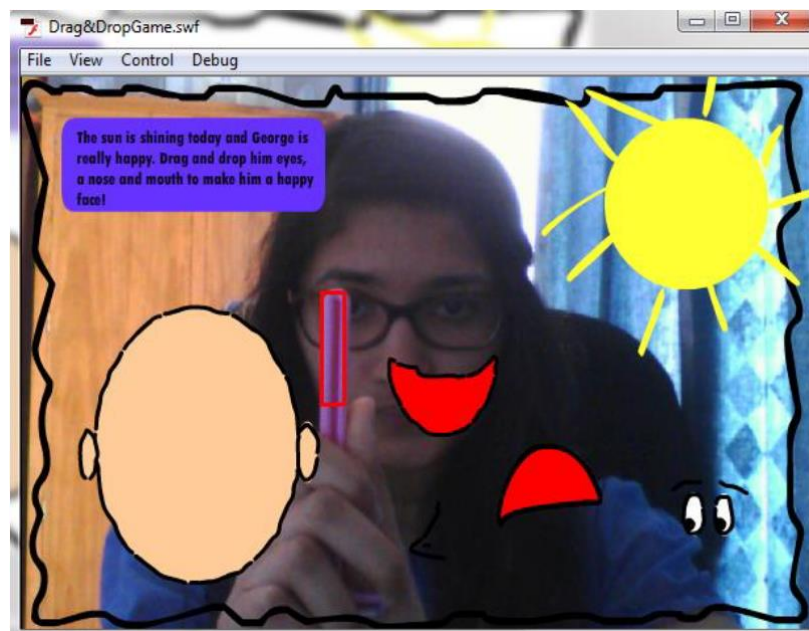 Drag&DropGame.swf
File View Control Debug
The sun is shining today and George is
really happy. Drag and drop him eyes,
a nose and mouth to make him a happy
face!